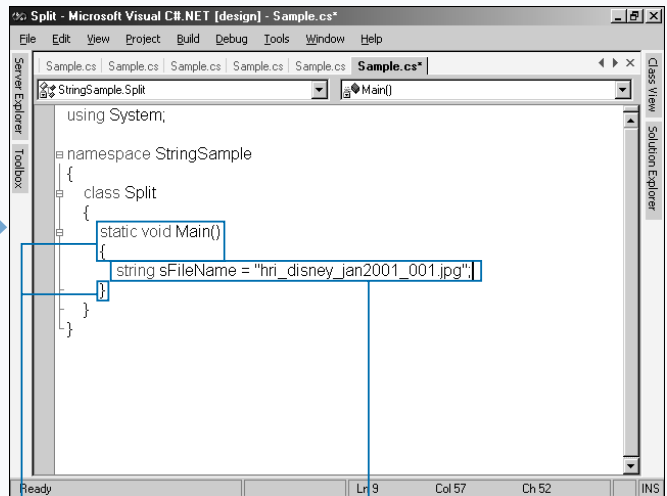 Split - Microsoft Visual C#.NET [design] - Sample.cs*
File Edit View Project Build Debug Tools Window Help
Sample.cs Sample.cs Sample.cs Sample.cs Sample.cs Sample.cs*
StringSample.Split Main()
Server Explorer
Toolbox
Class View
Solution Explorer
using System;
namespace StringSample
{
class Split
{
static void Main()
{
string sFileName = "hri_disney_jan2001_001.jpg";
}
}
}
Ready Ln 9 Col 57 Ch 52 INS